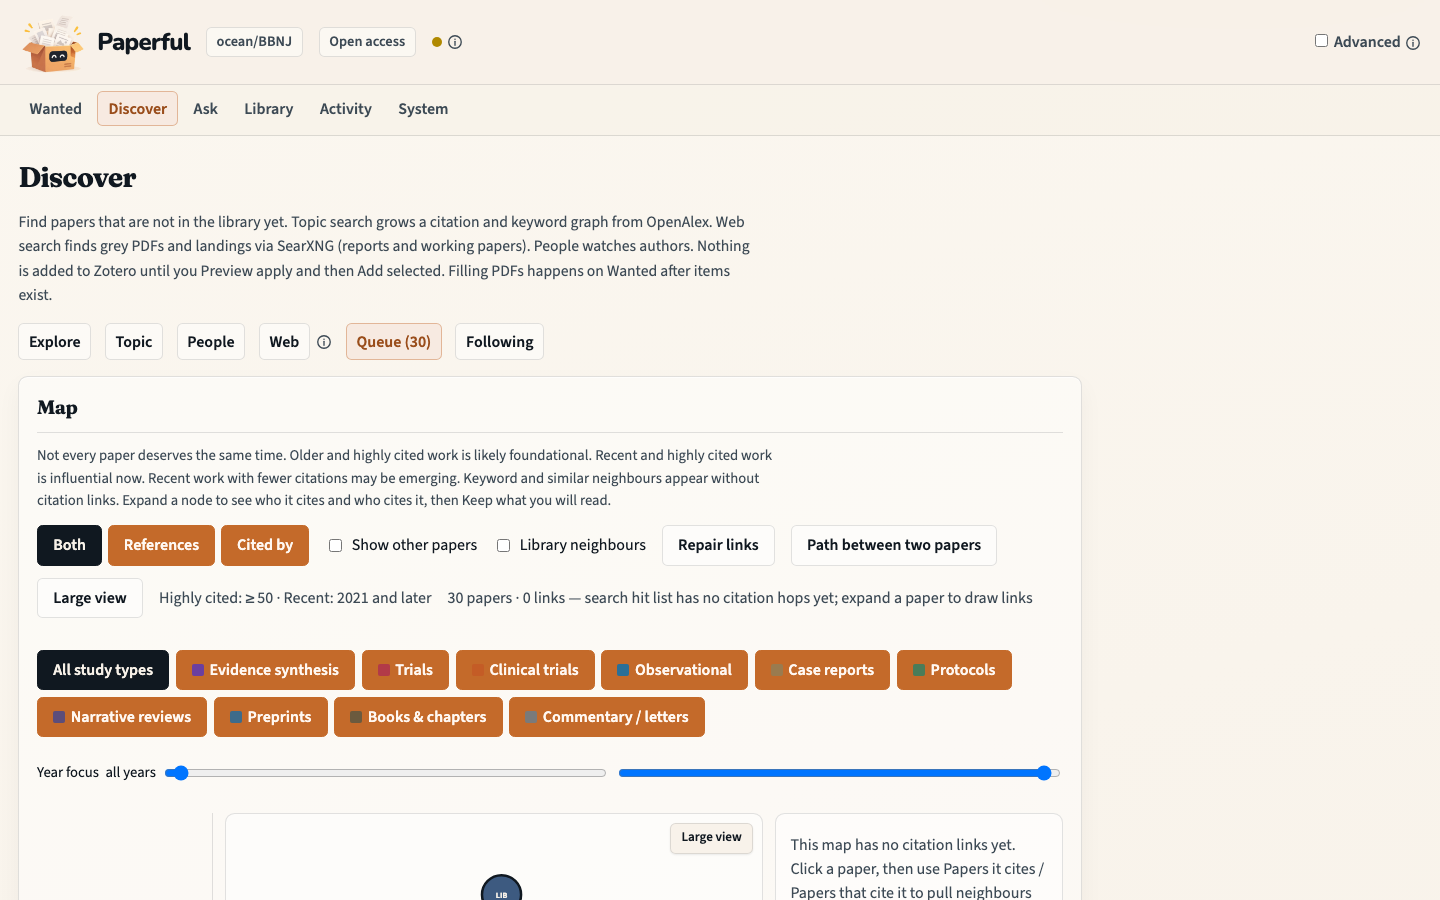 Paperful
ocean/BBNJ
Open access
Advanced
Wanted
Discover
Ask
Library
Activity
System
Discover
Find papers that are not in the library yet. Topic search grows a citation and keyword graph from OpenAlex. Web
search finds grey PDFs and landings via SearXNG (reports and working papers). People watches authors. Nothing
is added to Zotero until you Preview apply and then Add selected. Filling PDFs happens on Wanted after items
exist.
Explore
Topic
People
Web
Queue (30)
Following
Map
Not every paper deserves the same time. Older and highly cited work is likely foundational. Recent and highly cited work
is influential now. Recent work with fewer citations may be emerging. Keyword and similar neighbours appear without
citation links. Expand a node to see who it cites and who cites it, then Keep what you will read.
Both
References
Cited by
Show other papers
Library neighbours
Repair links
Path between two papers
Large view
Highly cited: ≥ 50 · Recent: 2021 and later
30 papers · 0 links — search hit list has no citation hops yet; expand a paper to draw links
All study types
Evidence synthesis
Trials
Clinical trials
Observational
Case reports
Protocols
Narrative reviews
Preprints
Books & chapters
Commentary / letters
Year focus all years
Large view
LIB
This map has no citation links yet.
Click a paper, then use Papers it cites /
Papers that cite it to pull neighbours